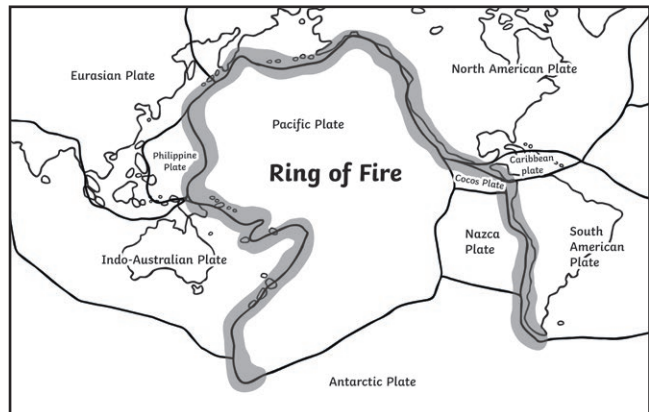 Eurasian Plate
North American Plate
Pacific Plate
Philippine
Plate
Ring of Fire
Caribbean
plate
Cocos Plate
Indo-Australian Plate
Nazca
Plate
South
American
Plate
Antarctic Plate